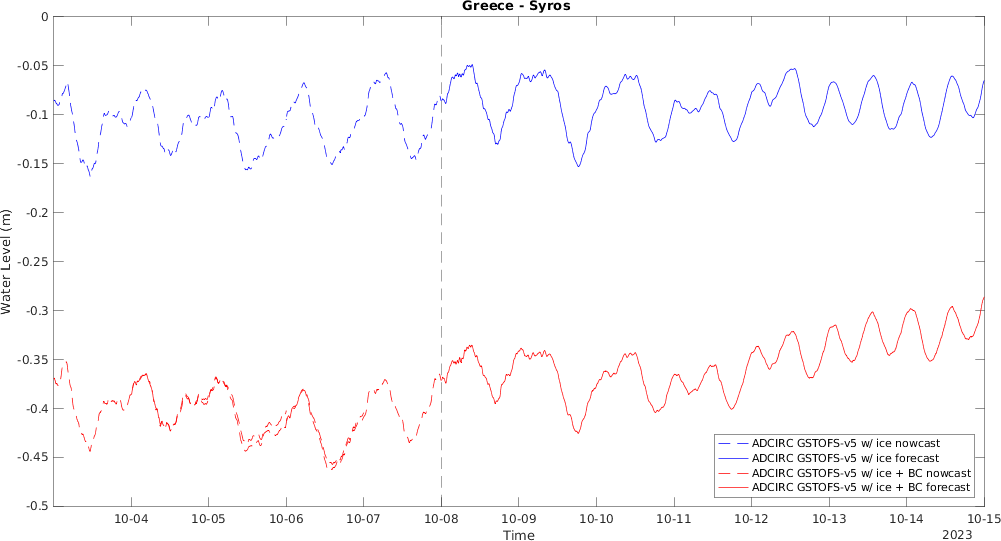 Greece - Syros
0
-0.05
-0.1
-0.15
-0.2
-0.25
-0.3
-0.35
-0.4
-0.45
-0.5
Water Level (m)
ADCIRC GSTOFS-v5 w/ ice nowcast
ADCIRC GSTOFS-v5 w/ ice forecast
ADCIRC GSTOFS-v5 w/ ice + BC nowcast
ADCIRC GSTOFS-v5 w/ ice + BC forecast
10-04 10-05 10-06 10-07 10-08 10-09 10-10 10-11 10-12 10-13 10-14 10-15
Time
2023